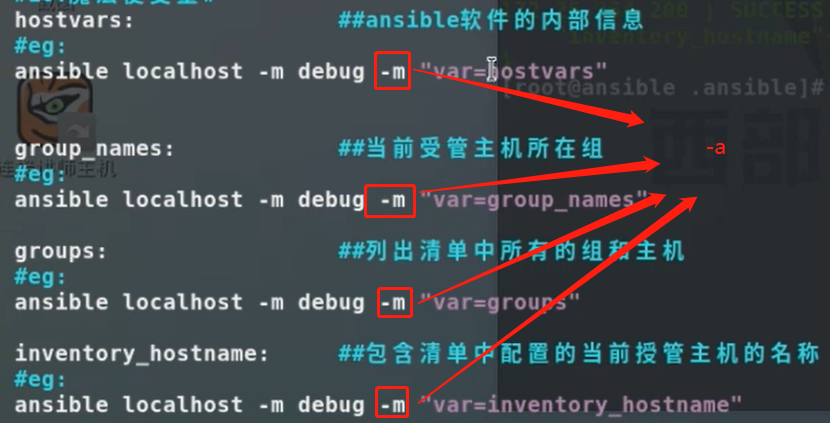 hostvars: ##ansible软件的内部信息
#eg:
ansible localhost -m debug -m "var=hostvars"
200 | SUCCESS
inventory_hostname"
[root@ansible .ansible]#
group_names: ##当前受管主机所在组
#eg:
ansible localhost -m debug -m "var=group_names"
-a
西部
groups: ##列出清单中所有的组和主机
#eg:
ansible localhost -m debug -m "var=groups"
inventory_hostname: ##包含清单中配置的当前授管主机的名称
#eg:
ansible localhost -m debug -m "var=inventory_hostname"